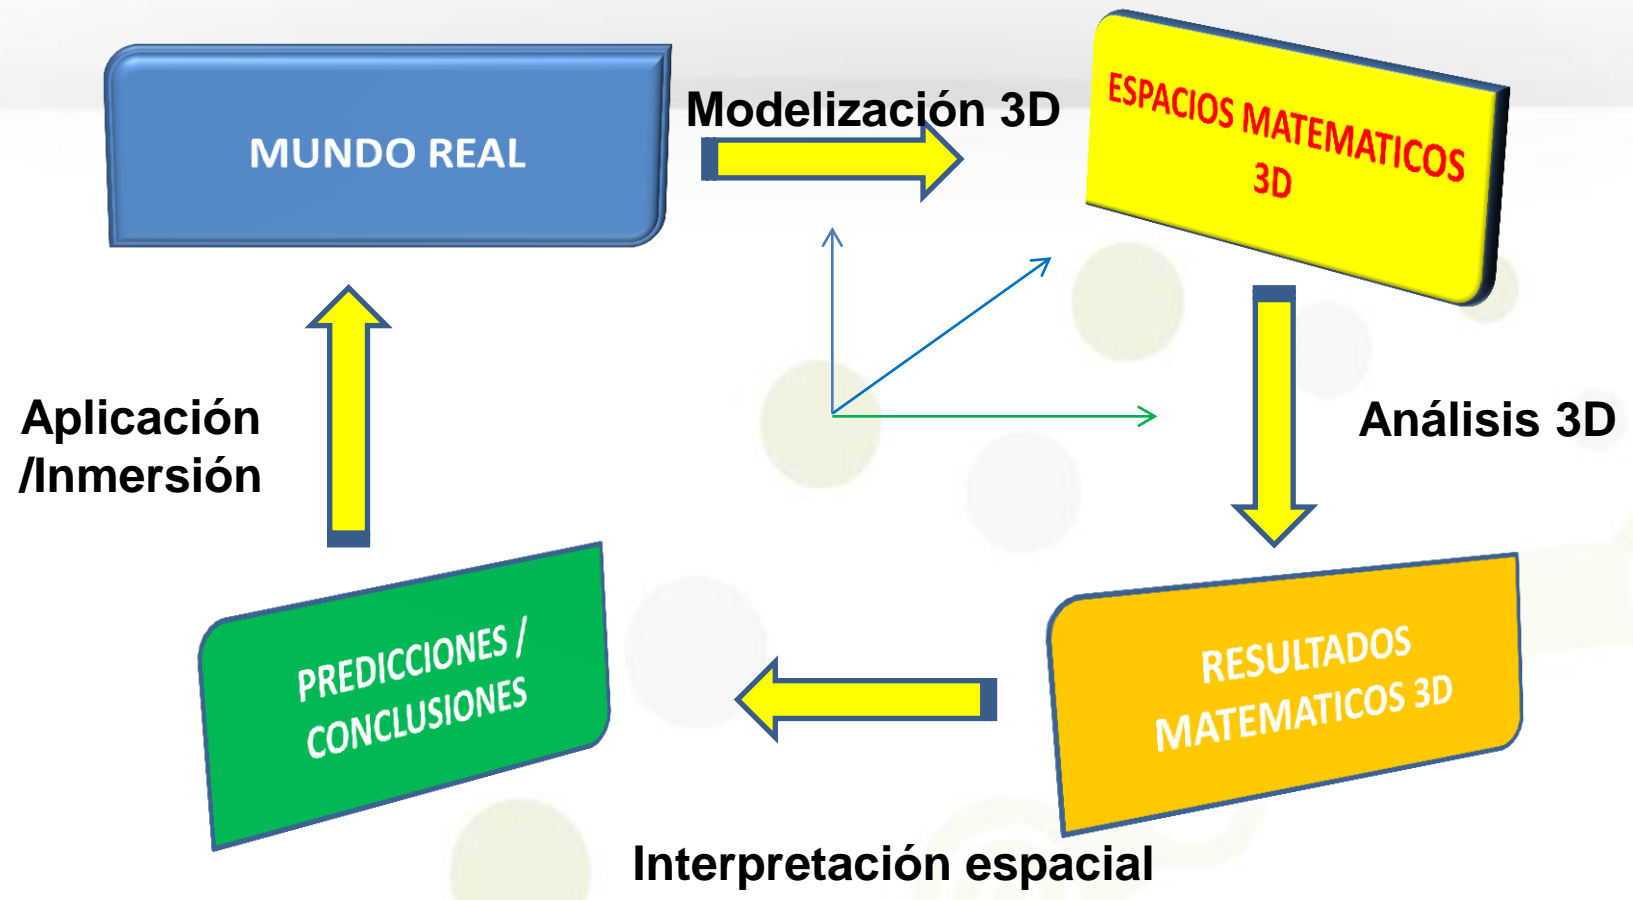 MUNDO REAL
Modelización 3D
ESPACIOS MATEMATICOS
3D
Aplicación
/Inmersión
Análisis 3D
PREDICCIONES /
CONCLUSIONES
RESULTADOS
MATEMATICOS 3D
Interpretación espacial